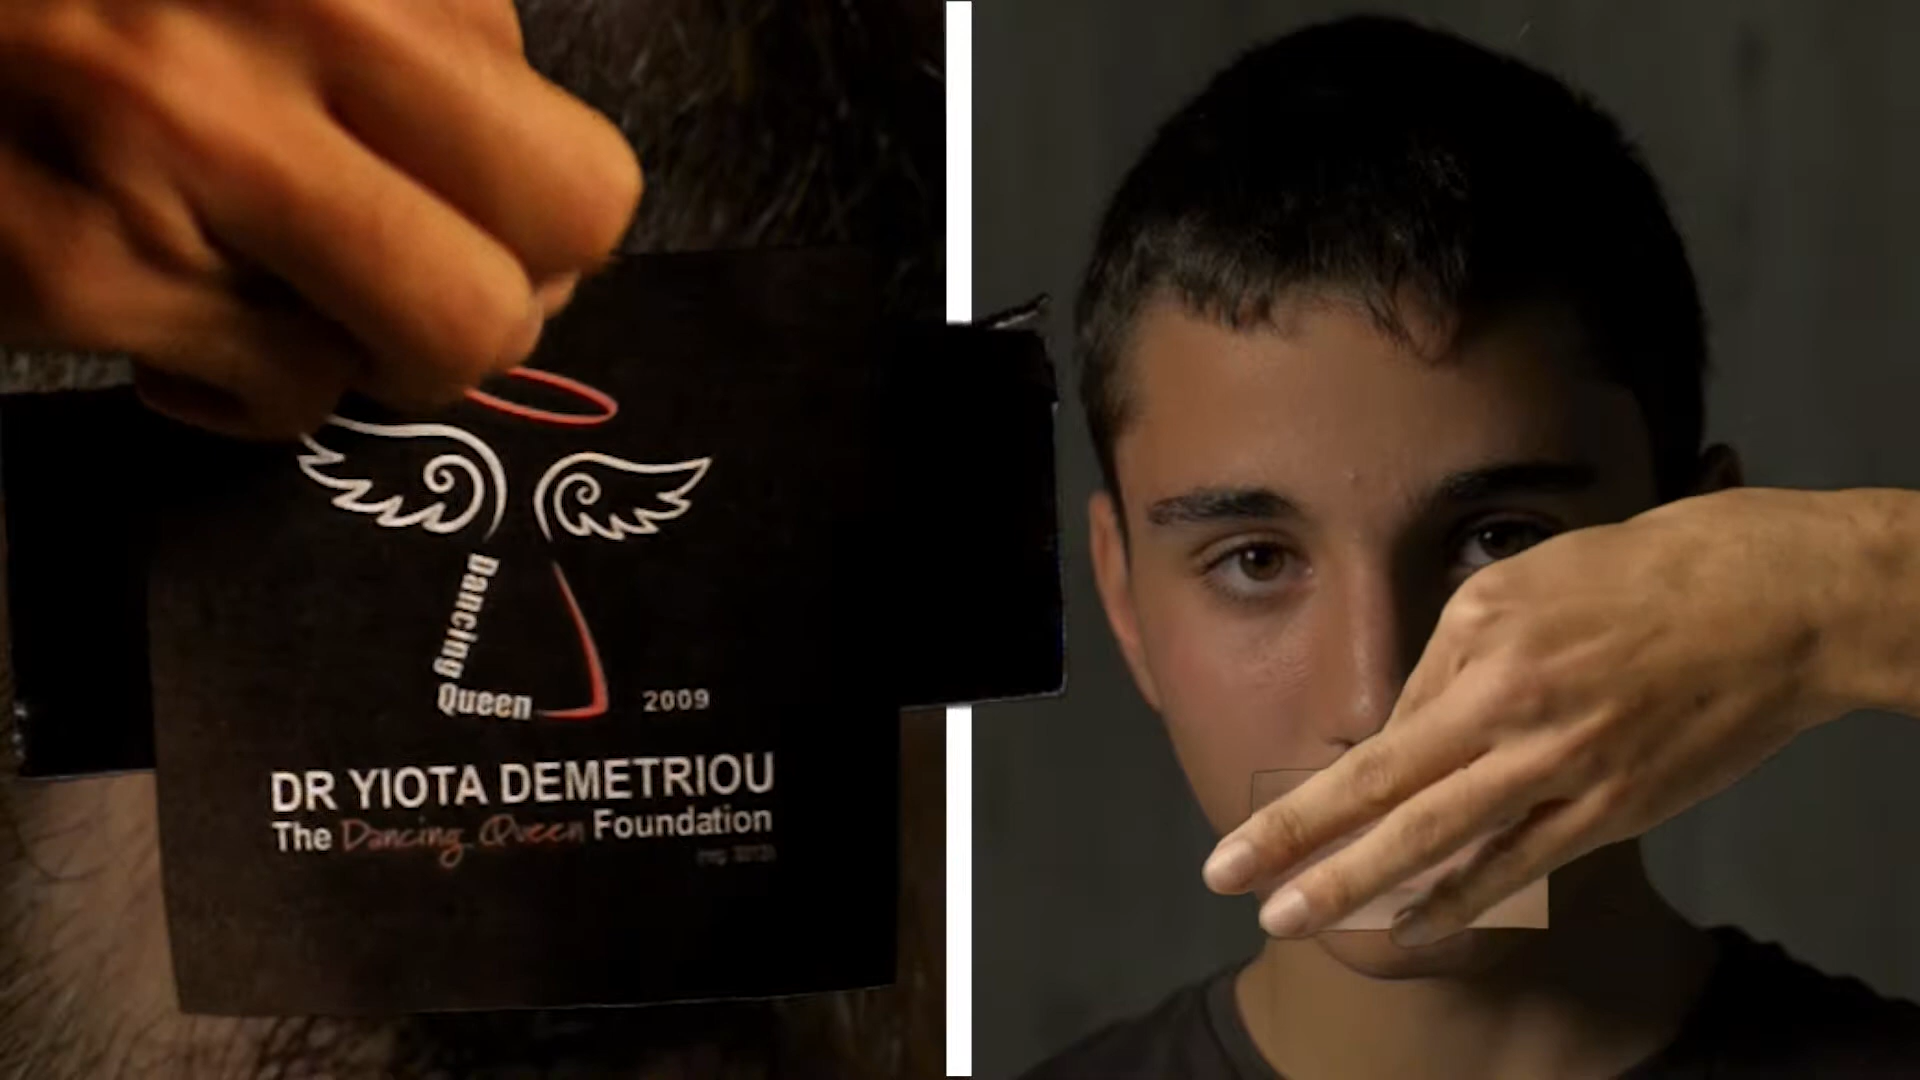 Dancing
Queen
2009
DR YIOTA DEMETRIOU
The Dancing Queen Foundation